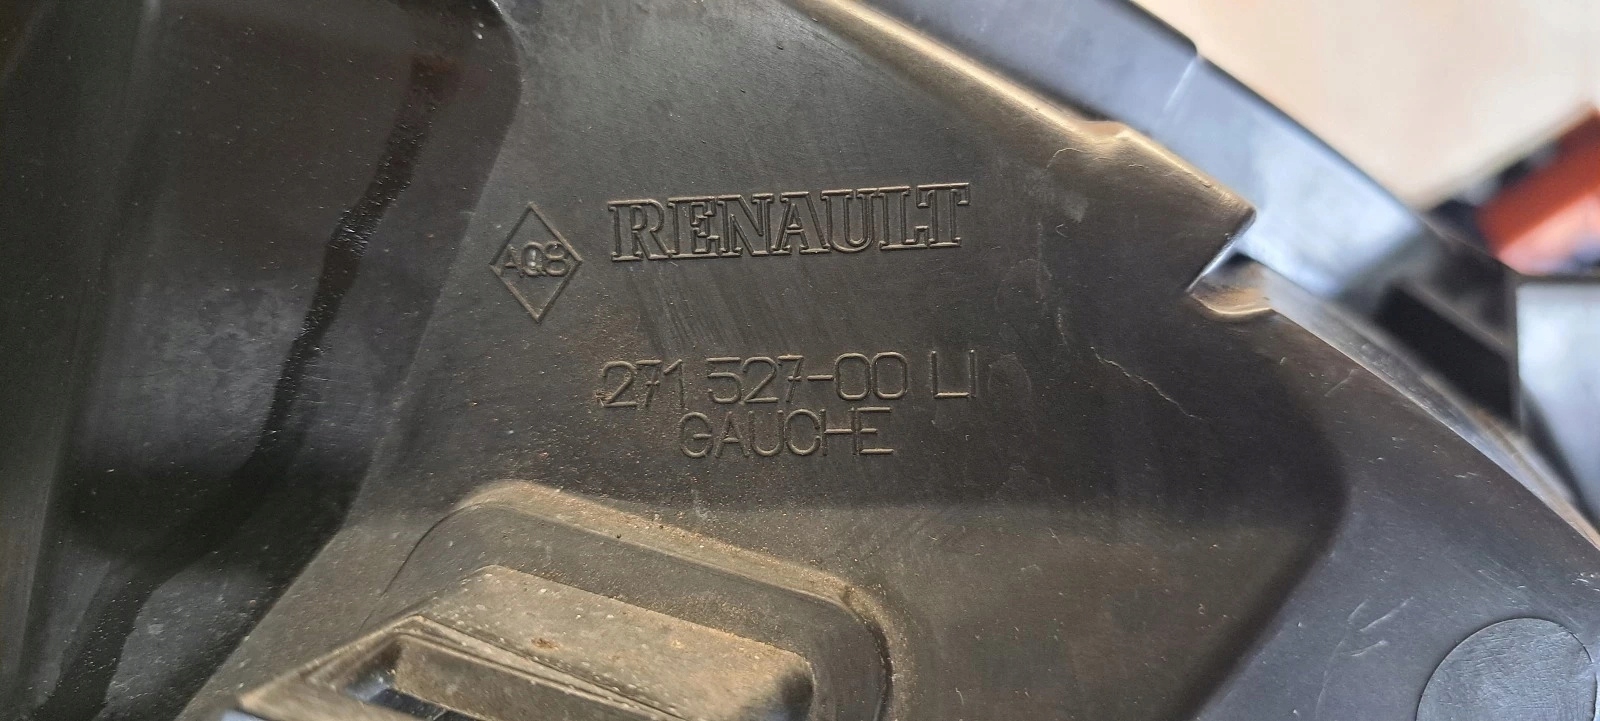 AQ8 RENAULT
271 527-00 LI
GAUCHE